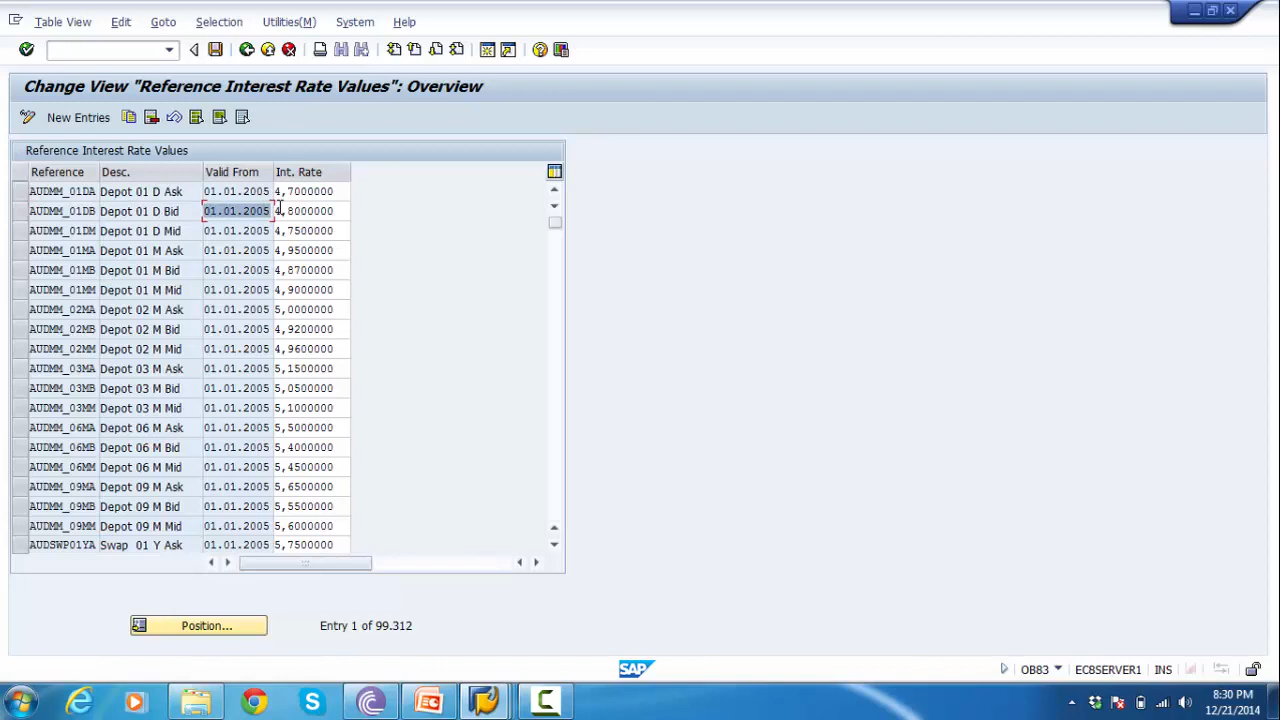 Table View Edit Goto Selection Utilities(M) System Help
Change View "Reference Interest Rate Values": Overview
New Entries
Reference Interest Rate Values
Reference Desc. Valid From Int. Rate
AUDMM_01DA Depot 01 D Ask 01.01.2005 4,7000000
AUDMM_01DB Depot 01 D Bid 01.01.2005 4,8000000
AUDMM_01DM Depot 01 D Mid 01.01.2005 4,7500000
AUDMM_01MA Depot 01 M Ask 01.01.2005 4,9500000
AUDMM_01MB Depot 01 M Bid 01.01.2005 4,8700000
AUDMM_01MM Depot 01 M Mid 01.01.2005 4,9000000
AUDMM_02MA Depot 02 M Ask 01.01.2005 5,0000000
AUDMM_02MB Depot 02 M Bid 01.01.2005 4,9200000
AUDMM_02MM Depot 02 M Mid 01.01.2005 4,9600000
AUDMM_03MA Depot 03 M Ask 01.01.2005 5,1500000
AUDMM_03MB Depot 03 M Bid 01.01.2005 5,0500000
AUDMM_03MM Depot 03 M Mid 01.01.2005 5,1000000
AUDMM_06MA Depot 06 M Ask 01.01.2005 5,5000000
AUDMM_06MB Depot 06 M Bid 01.01.2005 5,4000000
AUDMM_06MM Depot 06 M Mid 01.01.2005 5,4500000
AUDMM_09MA Depot 09 M Ask 01.01.2005 5,6500000
AUDMM_09MB Depot 09 M Bid 01.01.2005 5,5500000
AUDMM_09MM Depot 09 M Mid 01.01.2005 5,6000000
AUDSWP01YA Swap 01 Y Ask 01.01.2005 5,7500000
Position... Entry 1 of 99.312
SAP OB83 EC8SERVER1 INS
8:30 PM
12/21/2014